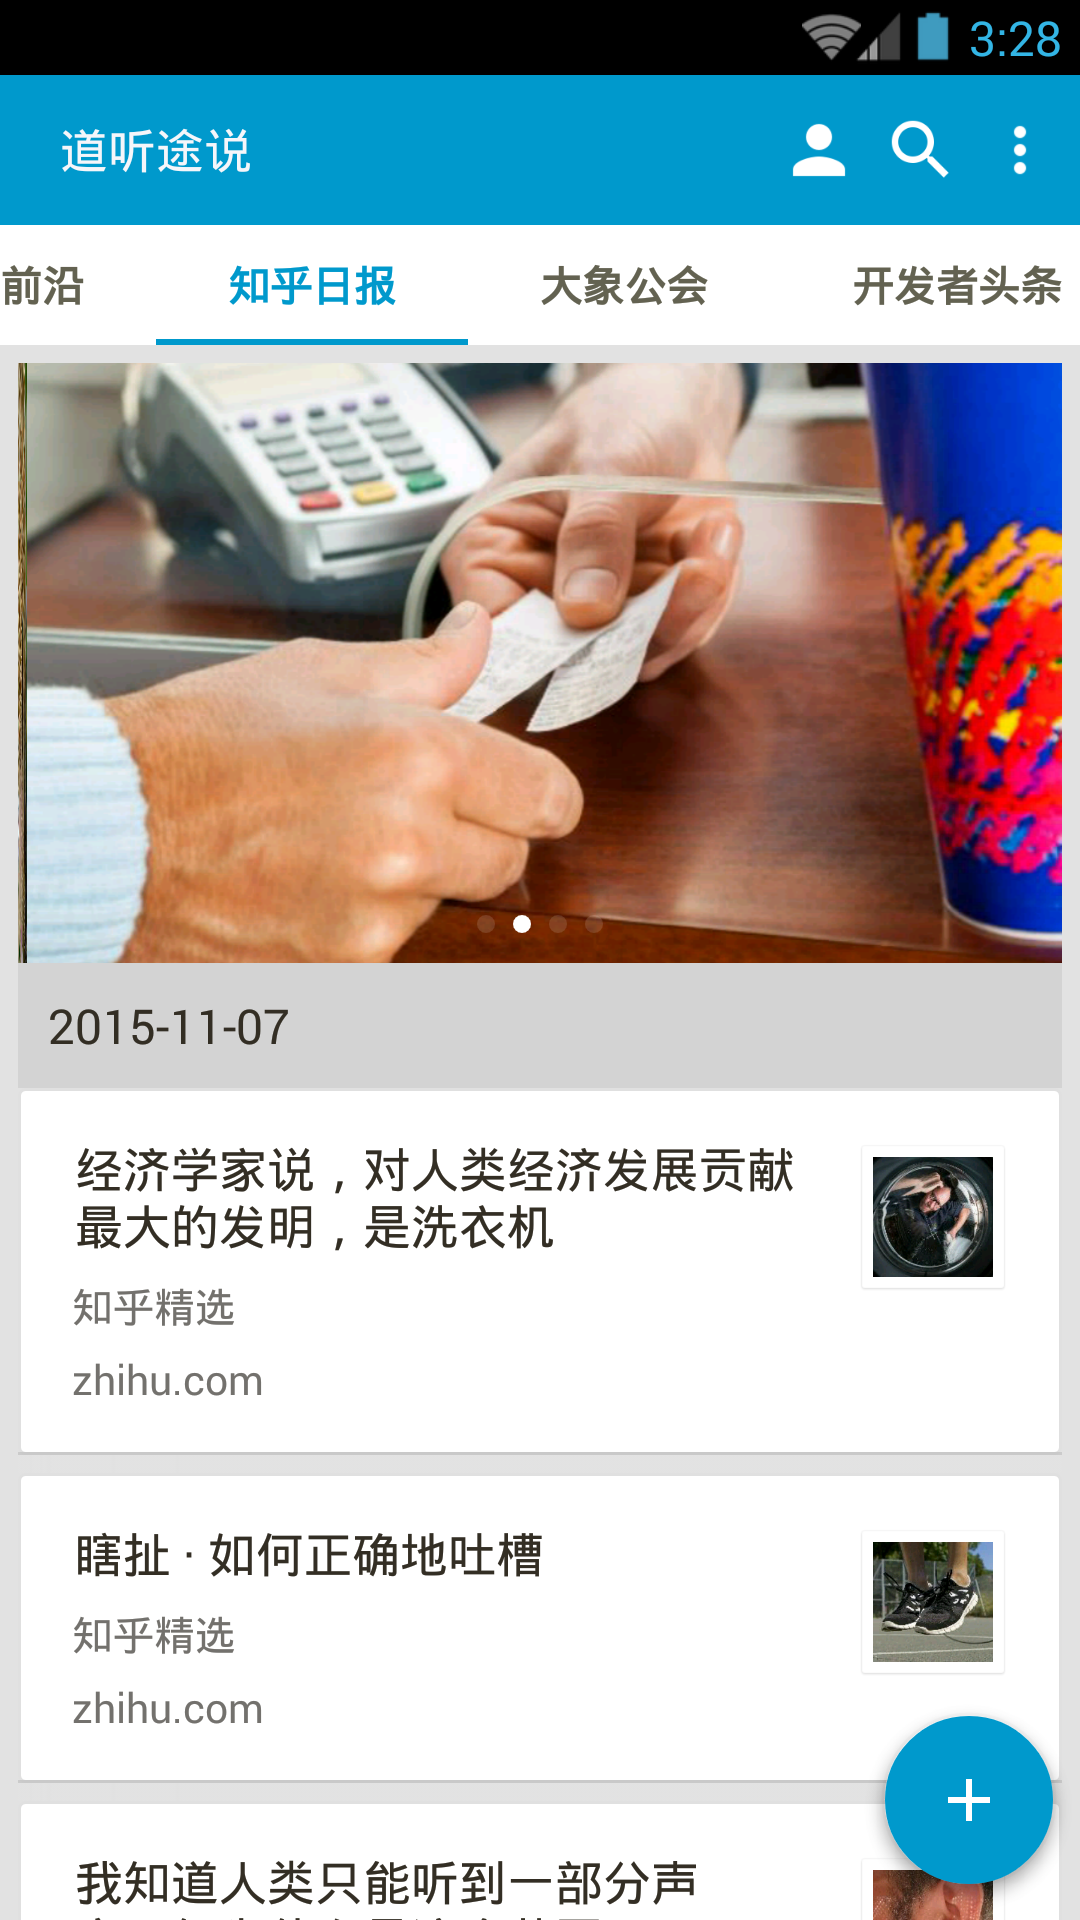 3:28
道听途说
前沿 知乎日报 大象公会 开发者头条
2015-11-07
经济学家说，对人类经济发展贡献
最大的发明，是洗衣机
知乎精选
zhihu.com
瞎扯 · 如何正确地吐槽
知乎精选
zhihu.com
我知道人类只能听到一部分声